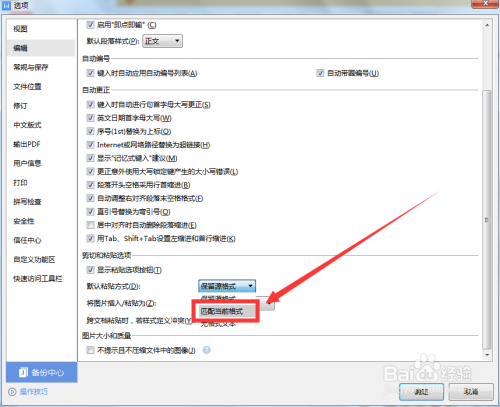 W 选项
视图
编辑
常规与保存
文件位置
修订
中文版式
输出PDF
用户信息
打印
拼写检查
安全性
信任中心
自定义功能区
快速访问工具栏
启用"即点即输"(C)
默认段落样式(P): 正文
自动编号
键入时自动应用自动编号列表(A) 自动带圈编号(U)
自动更正
键入时自动进行句首字母大写更正(S)
英文日期首字母大写(W)
序号(1st)替换为上标(Q)
Internet或网络路径替换为超链接(H)
显示"记忆式键入"建议(M)
更正意外使用大写锁定键产生的大小写错误(L)
段落开头空格采用行首缩进(B)
自动调整右对齐段落末空格格式(F)
直引号替换为弯引号(O)
居中对齐时自动删除段落缩进(E)
用Tab、Shift+Tab设置左缩进和首行缩进(K)
剪切和粘贴选项
显示粘贴选项按钮(T)
默认粘贴方式(D): 保留源格式
保留源格式
将图片插入/粘贴为(Z):
匹配当前格式
跨文档粘贴时，若样式定义冲突(Y
无格式文本
图片大小和质量
不提示且不压缩文件中的图像(J)
备份中心
操作技巧
确定 取消
Baidu经验